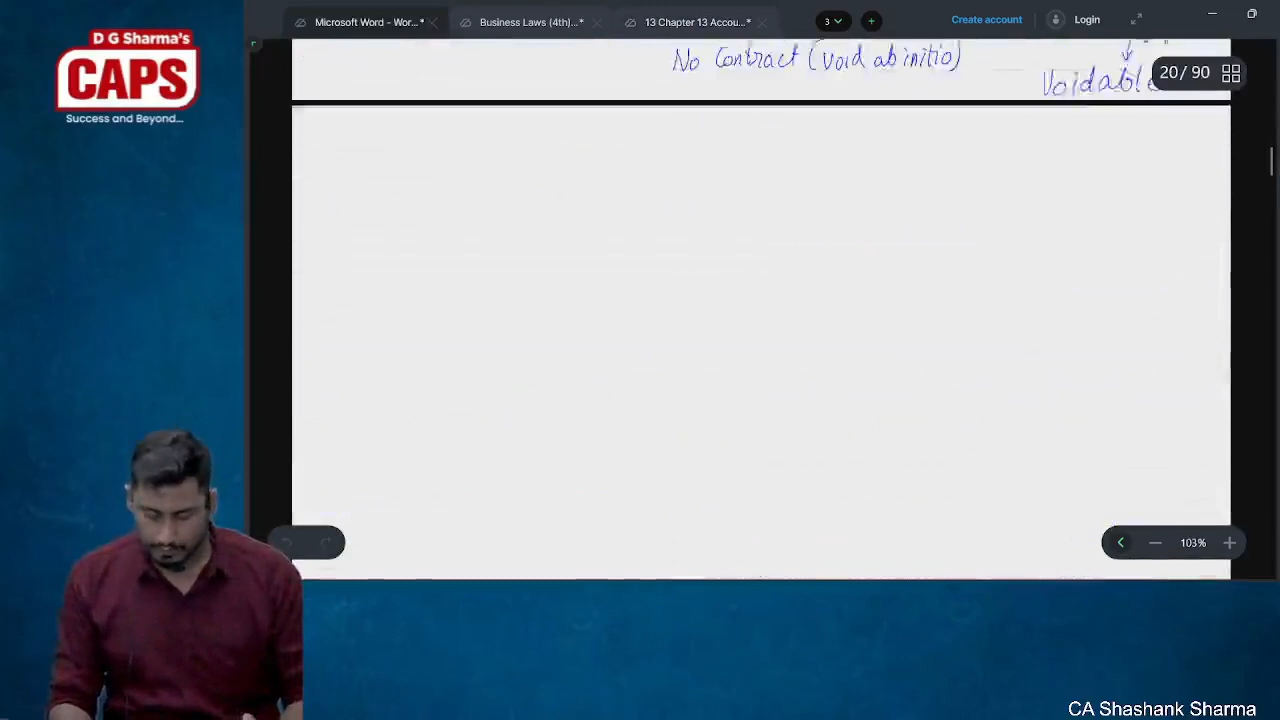 D G Sharma's
CAPS
Success and Beyond...
Microsoft Word - Wor...*
Business Laws (4th)...*
13 Chapter 13 Accou...*
3
Create account
Login
No Contract (Void ab initio)
Voidable
20 / 90
103%
CA Shashank Sharma